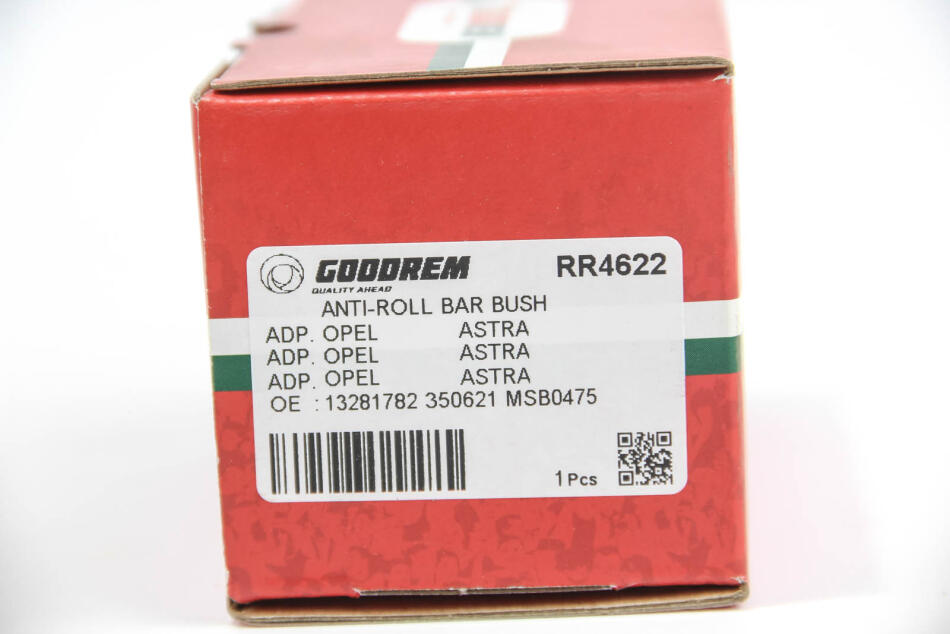 GOODREM RR4622
QUALITY AHEAD
ANTI-ROLL BAR BUSH
ADP. OPEL ASTRA
ADP. OPEL ASTRA
ADP. OPEL ASTRA
OE : 13281782 350621 MSB0475
1 Pcs